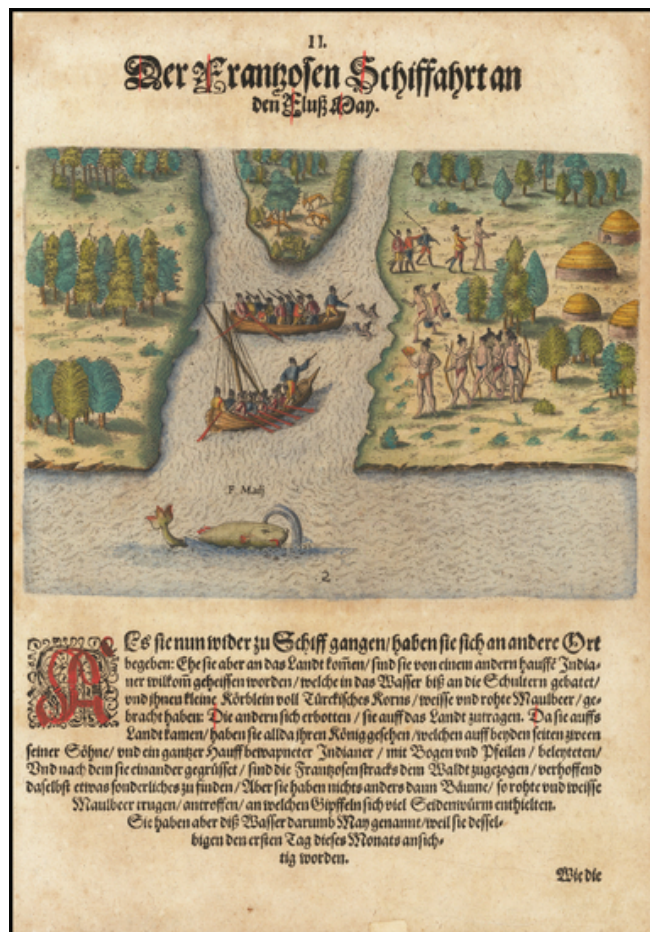 II.
Der Frantzosen Schiffahrt an
den Fluß May.
F. Maij
2
Als sie nun wider zu Schiff gangen/ haben sie sich an andere Ort
begeben: Ehe sie aber an das Landt kom̃en/ sind sie von einem andern hauffẽ India-
ner wilkom̃ geheissen worden/ welche in das Wasser biß an die Schultern gebatet/
vnd jhnen kleine Körblein voll Türckisches Korns/ weisse vnd rohte Maulbeer/ ge-
bracht haben: Die andern sich erbotten/ sie auff das Landt zutragen. Da sie auffs
Landt kamen/ haben sie allda jhren König gesehen/ welchen auff beyden seiten zween
seiner Söhne/ vnd ein gantzer Hauff bewapneter Indianer/ mit Bogen vnd Pfeilen/ beleyteten/
Vnd nach dem sie einander gegrüsset/ sind die Frantzosen stracks dem Waldt zugezogen/ verhoffend
daselbst etwas sonderliches zu finden/ Aber sie haben nichts anders dann Bäume/ so rohte vnd weisse
Maulbeer trugen/ antroffen/ an welchen Gipffeln sich viel Seidenwürm enthielten.
Sie haben aber diß Wasser darumb May genannt/ weil sie dessel-
bigen den ersten Tag dieses Monats ansich-
tig worden.
Wie die